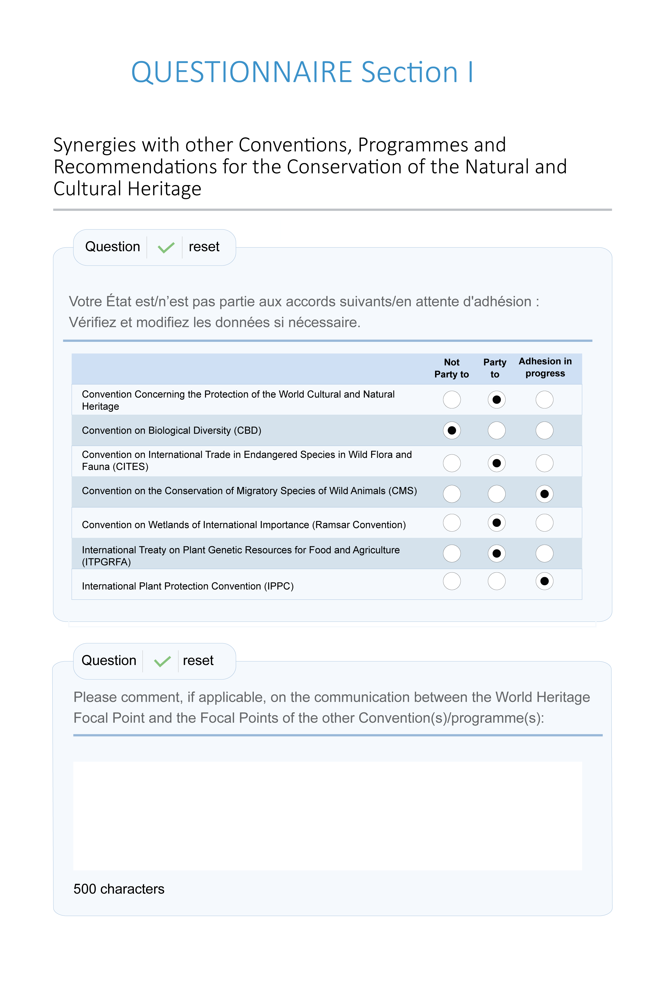 QUESTIONNAIRE Section I
Synergies with other Conventions, Programmes and
Recommendations for the Conservation of the Natural and
Cultural Heritage
Question reset
Votre État est/n’est pas partie aux accords suivants/en attente d'adhésion :
Vérifiez et modifiez les données si nécessaire.
Not Party to
Party to
Adhesion in progress
Convention Concerning the Protection of the World Cultural and Natural
Heritage
Convention on Biological Diversity (CBD)
Convention on International Trade in Endangered Species in Wild Flora and
Fauna (CITES)
Convention on the Conservation of Migratory Species of Wild Animals (CMS)
Convention on Wetlands of International Importance (Ramsar Convention)
International Treaty on Plant Genetic Resources for Food and Agriculture
(ITPGRFA)
International Plant Protection Convention (IPPC)
Question reset
Please comment, if applicable, on the communication between the World Heritage
Focal Point and the Focal Points of the other Convention(s)/programme(s):
500 characters